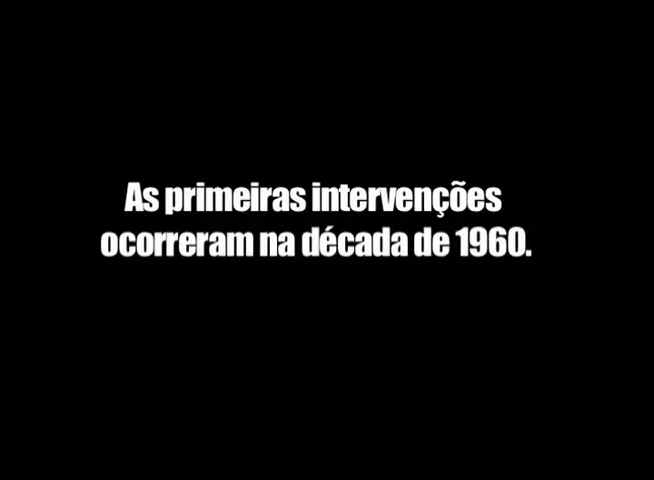 As primeiras intervenções
ocorreram na década de 1960.